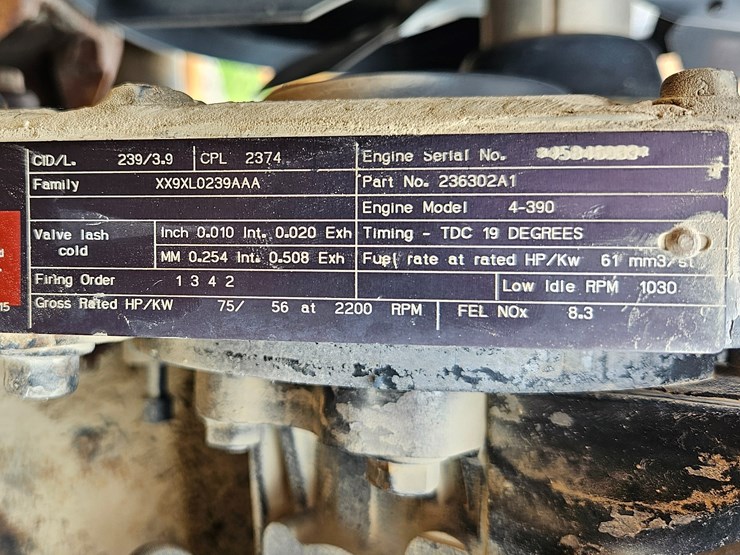 CID/L. 239/3.9 CPL 2374 Engine Serial No.
Family XX9XL0239AAA Part No. 236302A1
Engine Model 4-390
Valve lash cold Inch 0.010 Int. 0.020 Exh Timing - TDC 19 DEGREES
MM 0.254 Int. 0.508 Exh Fuel rate at rated HP/Kw 61 mm3/st
Firing Order 1 3 4 2 Low Idle RPM 1030
Gross Rated HP/KW 75/ 56 at 2200 RPM FEL NOx 8.3